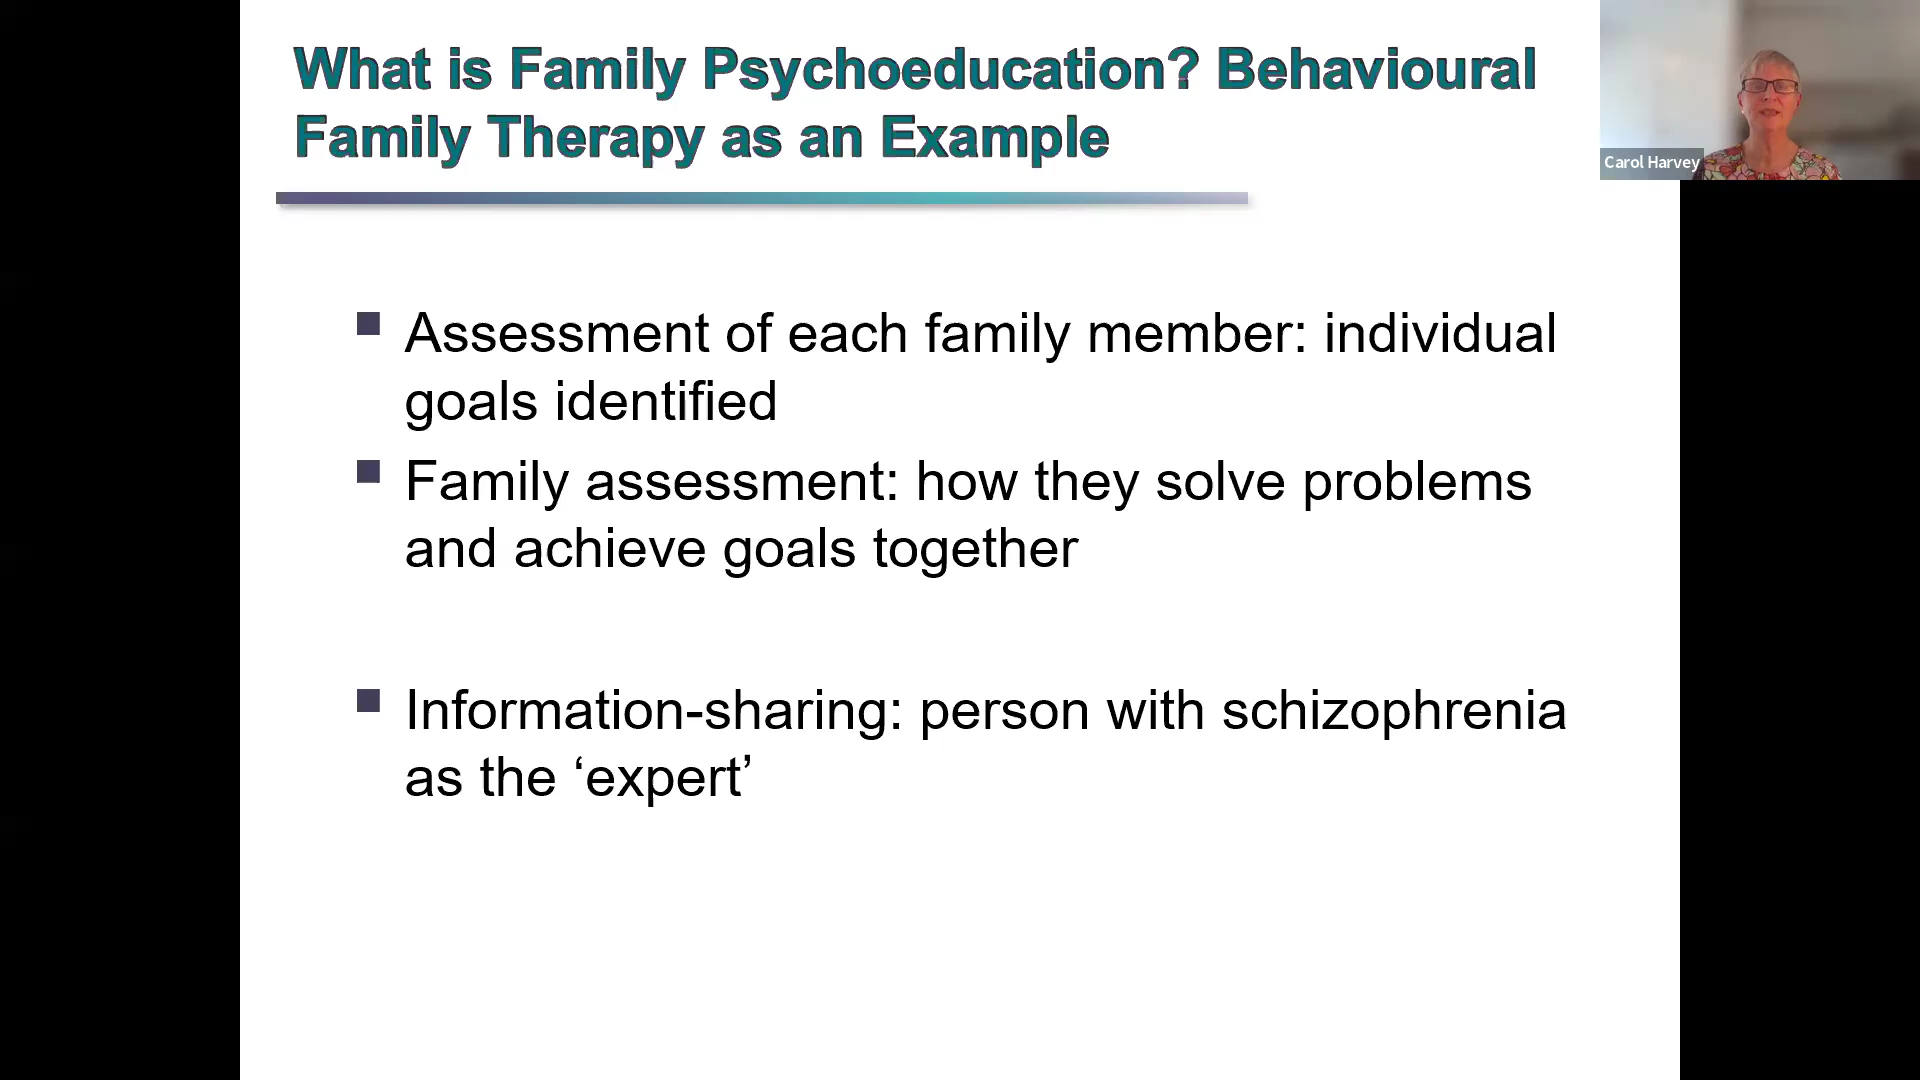 What is Family Psychoeducation? Behavioural
Family Therapy as an Example
Carol Harvey
Assessment of each family member: individual
goals identified
Family assessment: how they solve problems
and achieve goals together
Information-sharing: person with schizophrenia
as the ‘expert’